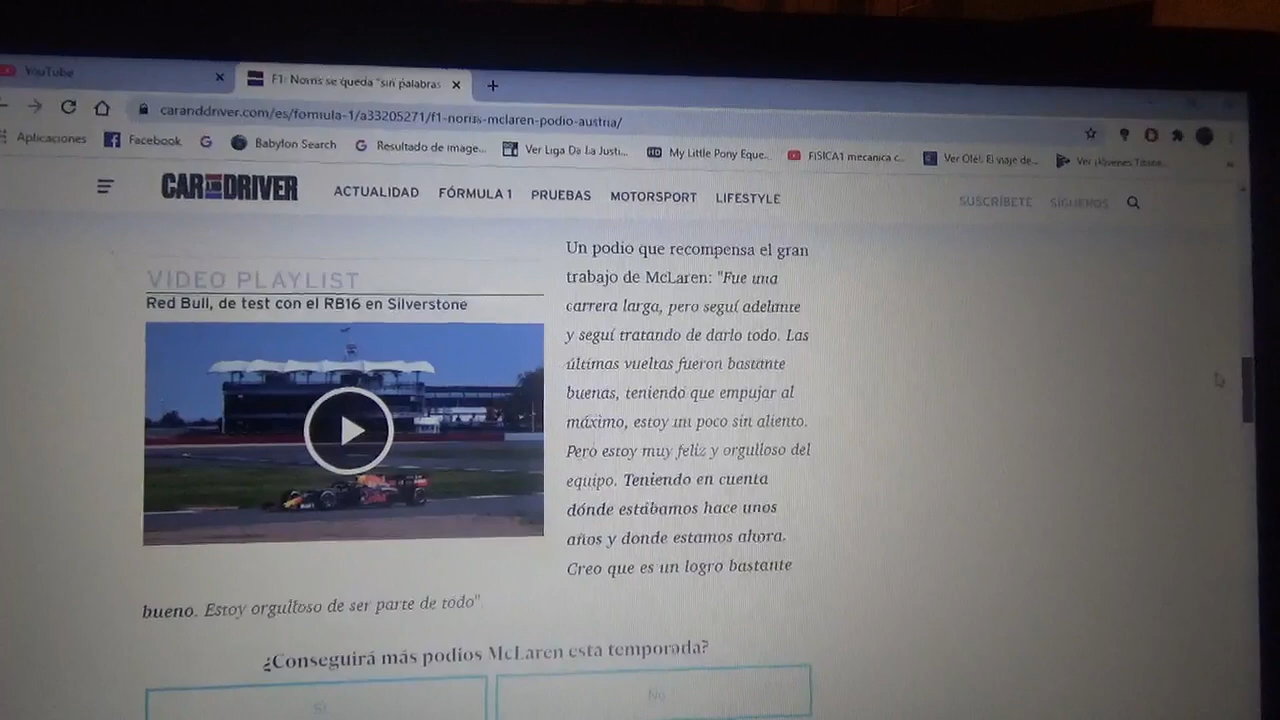 YouTube
F1: Norris se queda "sin palabras
caranddriver.com/es/formula-1/a33205271/f1-norris-mclaren-podio-austria/
Aplicaciones
Facebook
Babylon Search
Resultado de image...
Ver Liga De La Justi...
My Little Pony Eque...
FISICA1 mecanica c...
Ver Olé!: El viaje de...
Ver ¡Jóvenes Titane...
CAR AND DRIVER
ACTUALIDAD
FÓRMULA 1
PRUEBAS
MOTORSPORT
LIFESTYLE
SUSCRÍBETE
SÍGUENOS
VIDEO PLAYLIST
Red Bull, de test con el RB16 en Silverstone
Un podio que recompensa el gran
trabajo de McLaren: "Fue una
carrera larga, pero seguí adelante
y seguí tratando de darlo todo. Las
últimas vueltas fueron bastante
buenas, teniendo que empujar al
máximo, estoy un poco sin aliento.
Pero estoy muy feliz y orgulloso del
equipo. Teniendo en cuenta
dónde estábamos hace unos
años y donde estamos ahora.
Creo que es un logro bastante
bueno. Estoy orgulloso de ser parte de todo".
¿Conseguirá más podios McLaren esta temporada?
Sí
No